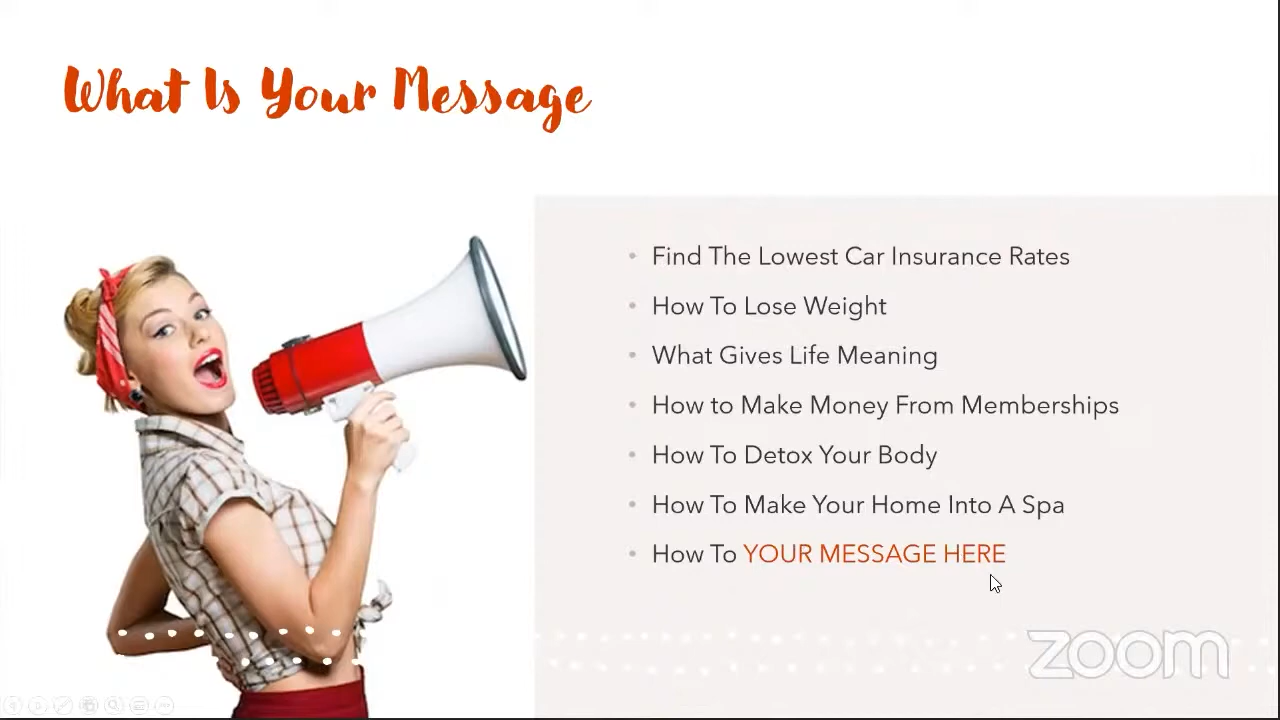 What Is Your Message
Find The Lowest Car Insurance Rates
How To Lose Weight
What Gives Life Meaning
How to Make Money From Memberships
How To Detox Your Body
How To Make Your Home Into A Spa
How To YOUR MESSAGE HERE
zoom